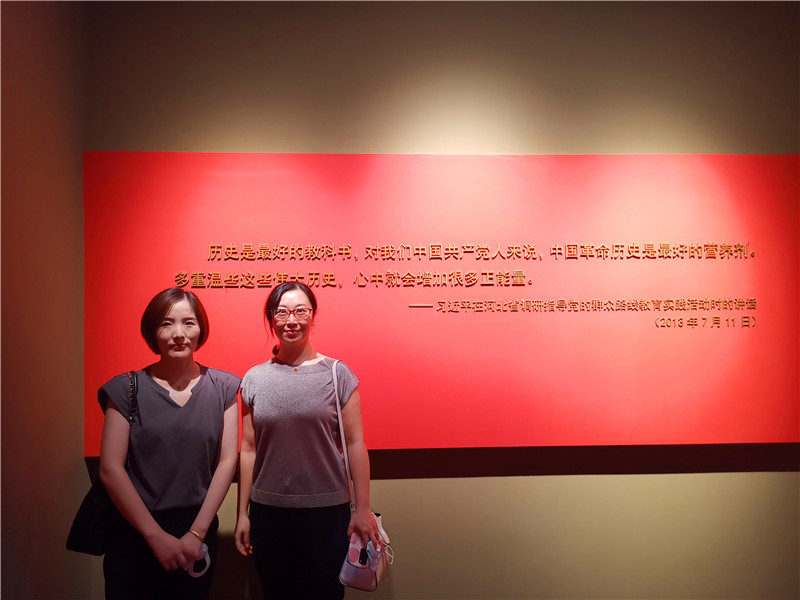 历史是最好的教科书，对我们中国共产党人来说，中国革命历史是最好的营养剂。
多重温些这些伟大历史，心中就会增加很多正能量。
——习近平在河北省调研指导党的群众路线教育实践活动时的讲话
（2013年7月11日）